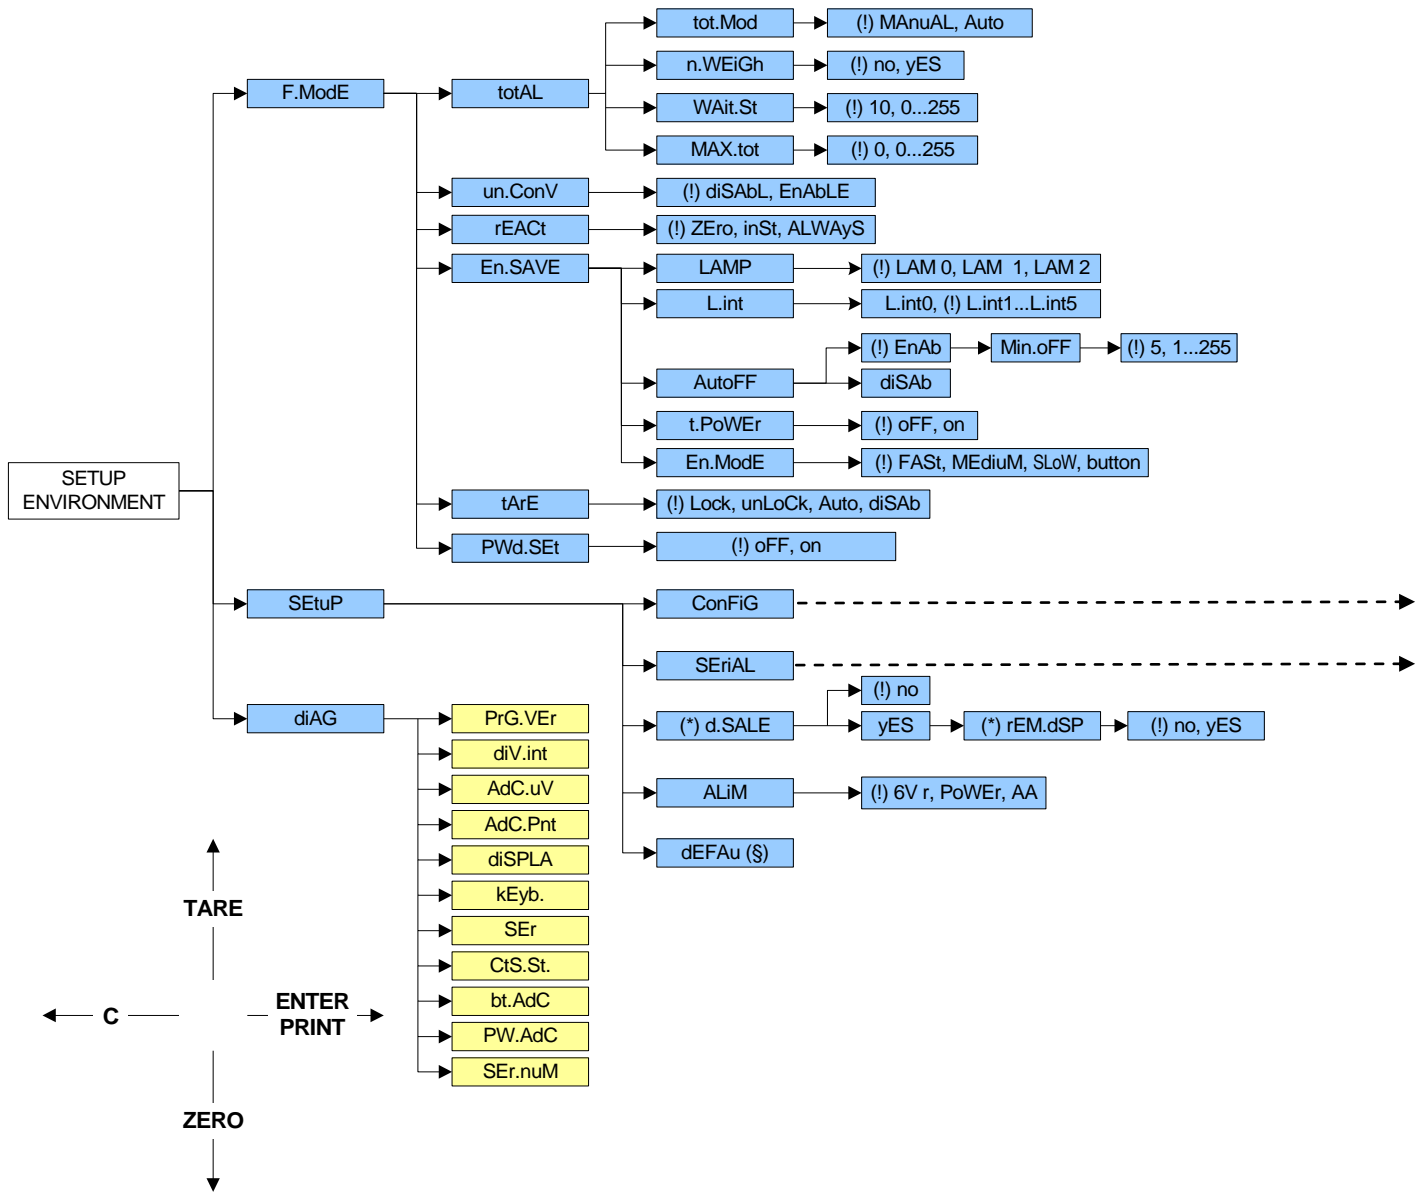 tot.Mod
(!) MAnuAL, Auto
n.WEiGh
(!) no, yES
F.ModE
totAL
WAit.St
(!) 10, 0...255
MAX.tot
(!) 0, 0...255
un.ConV
(!) diSAbL, EnAbLE
rEACt
(!) ZEro, inSt, ALWAyS
En.SAVE
LAMP
(!) LAM 0, LAM  1, LAM 2
L.int
L.int0, (!) L.int1...L.int5
(!) EnAb
Min.oFF
(!) 5, 1...255
AutoFF
diSAb
t.PoWEr
(!) oFF, on
En.ModE
(!) FASt, MEdiuM, SLoW, button
SETUP
ENVIRONMENT
tArE
(!) Lock, unLoCk, Auto, diSAb
PWd.SEt
(!) oFF, on
SEtuP
ConFiG
SEriAL
(!) no
diAG
PrG.VEr
(*) d.SALE
yES
(*) rEM.dSP
(!) no, yES
diV.int
AdC.uV
ALiM
(!) 6V r, PoWEr, AA
AdC.Pnt
diSPLA
dEFAu (§)
kEyb.
TARE
SEr
CtS.St.
bt.AdC
C
ENTER
PRINT
PW.AdC
SEr.nuM
ZERO